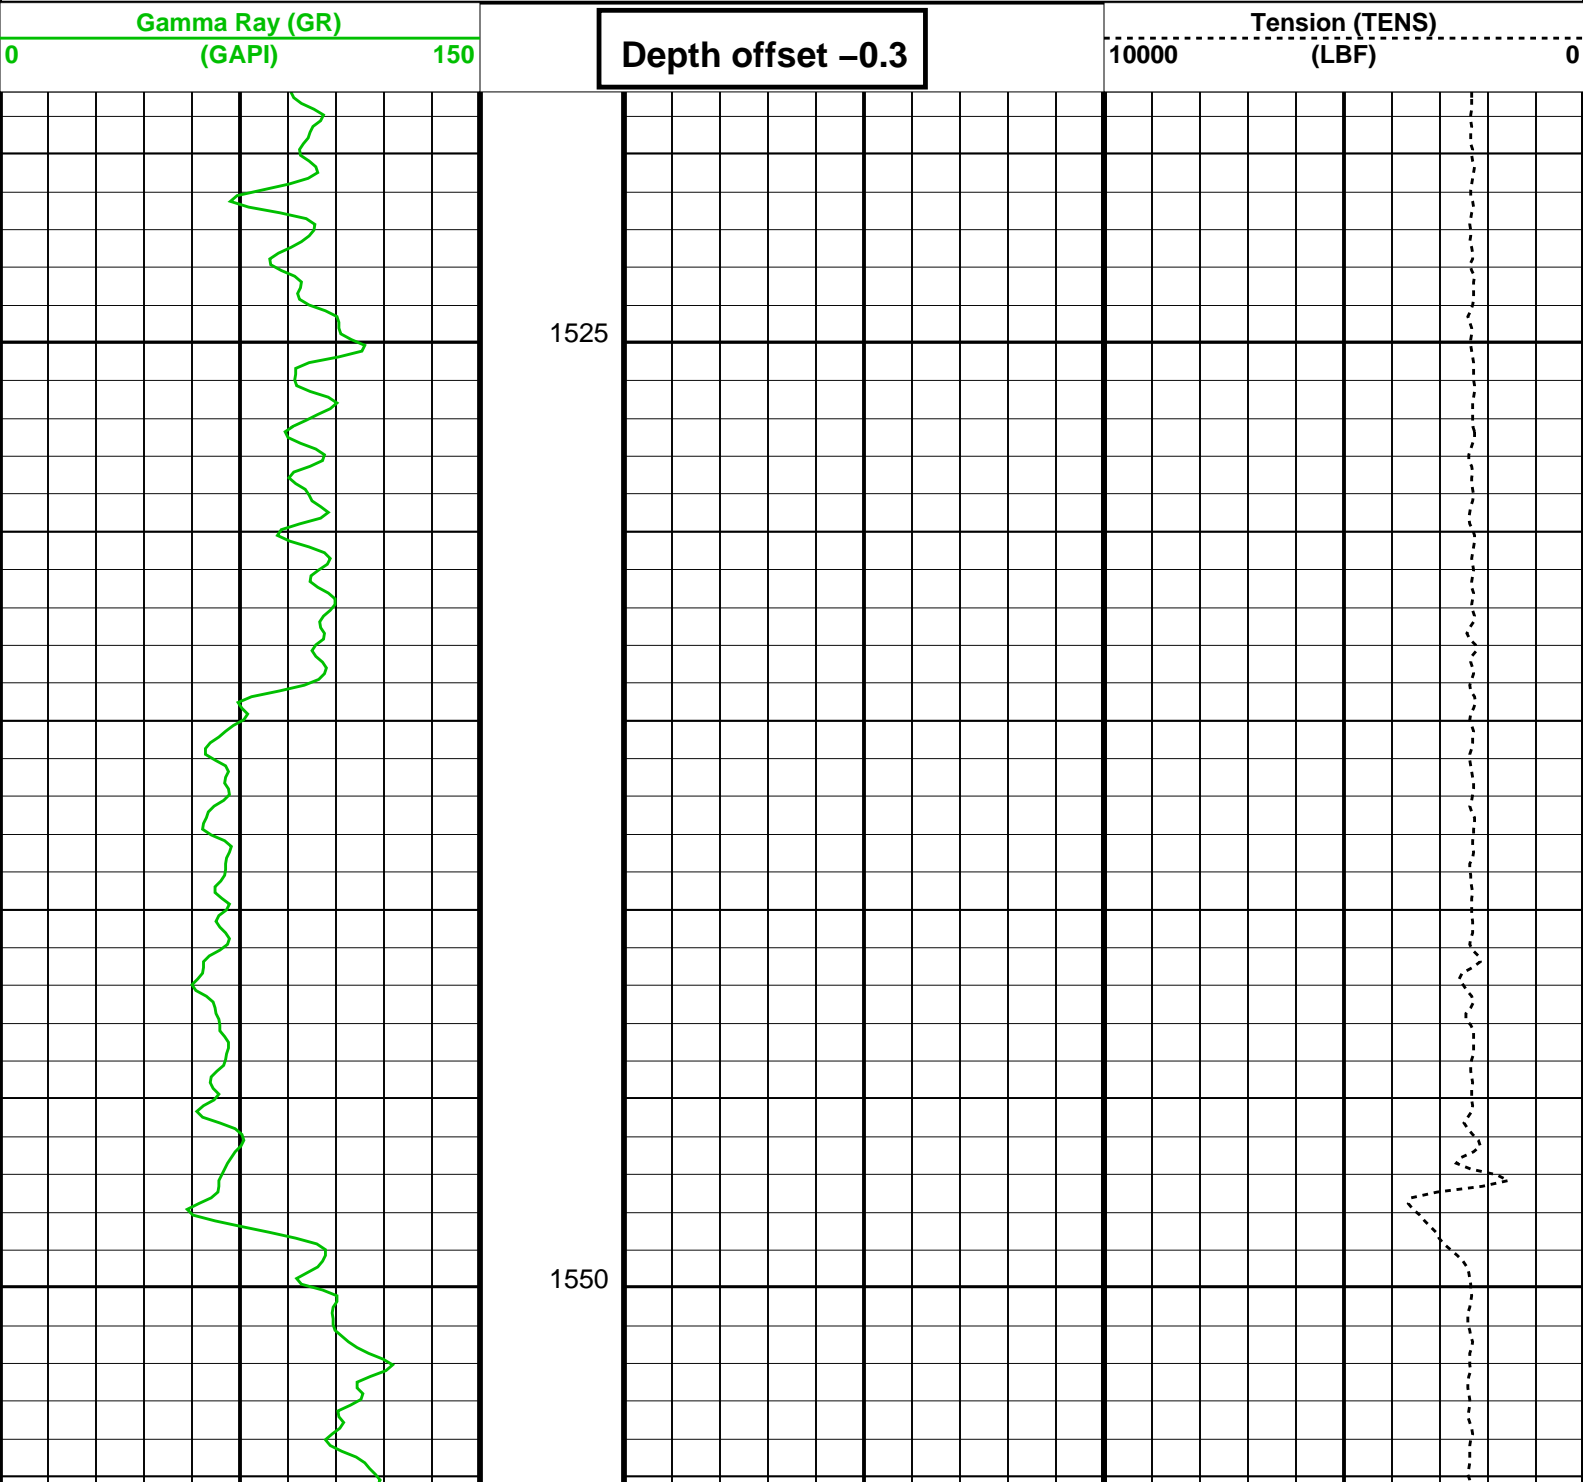 Gamma Ray (GR)
0 (GAPI) 150
Depth offset –0.3
Tension (TENS)
10000 (LBF) 0
1525
1550